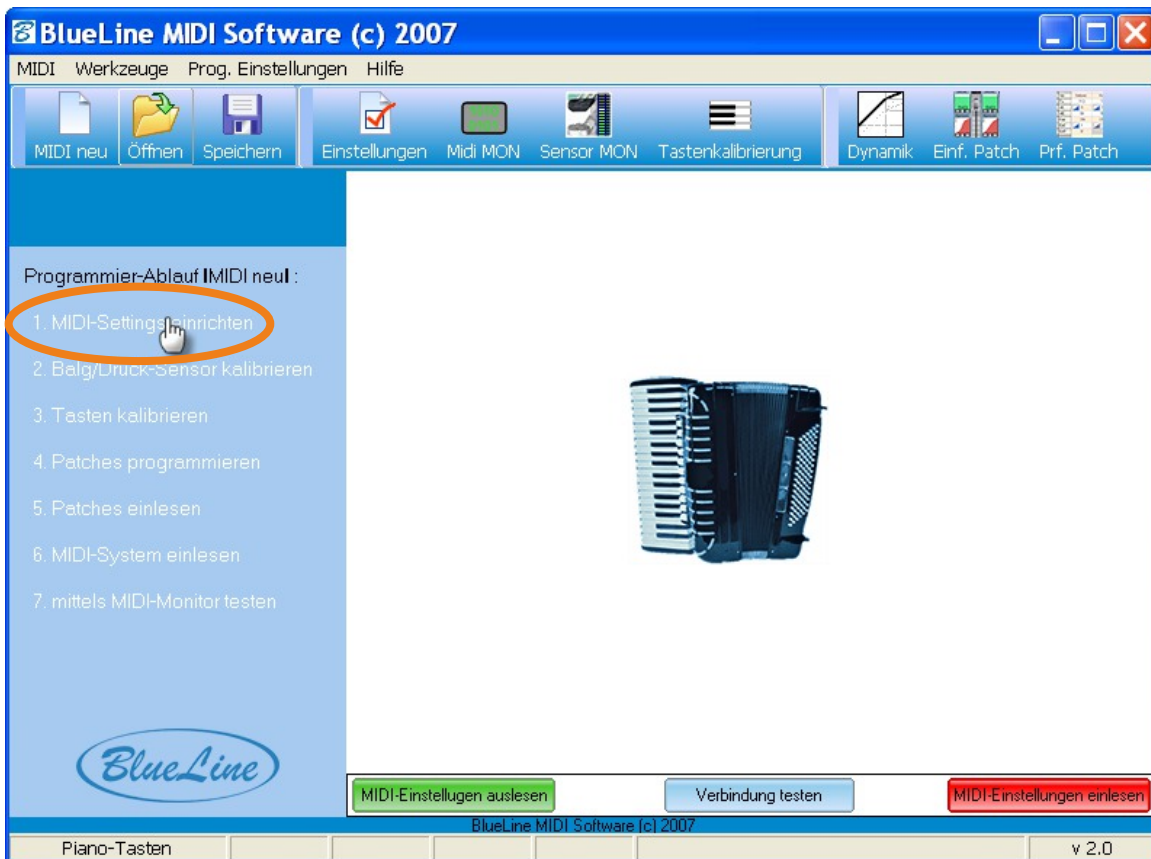 BlueLine MIDI Software (c) 2007
MIDI Werkzeuge Prog. Einstellungen Hilfe
MIDI neu Öffnen Speichern Einstellungen Midi MON Sensor MON Tastenkalibrierung Dynamik Einf. Patch Prf. Patch
Programmier-Ablauf |MIDI neu| :
1. MIDI-Settings einrichten
2. Balg/Druck-Sensor kalibrieren
3. Tasten kalibrieren
4. Patches programmieren
5. Patches einlesen
6. MIDI-System einlesen
7. mittels MIDI-Monitor testen
BlueLine
MIDI-Einstellugen auslesen Verbindung testen MIDI-Einstellungen einlesen
BlueLine MIDI Software (c) 2007
Piano-Tasten v 2.0